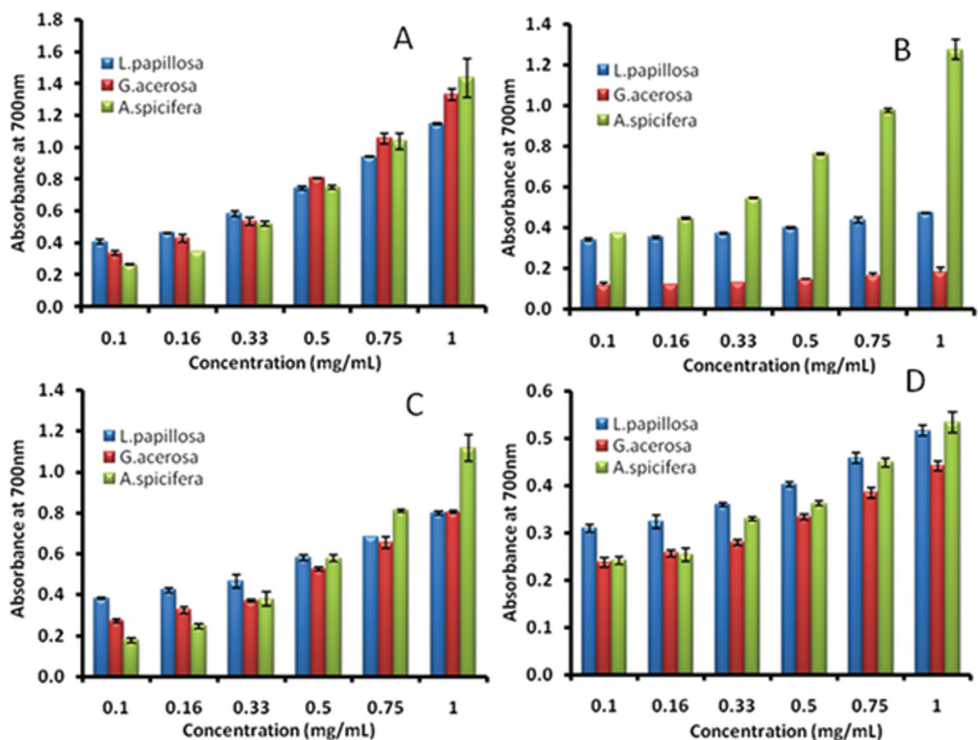 A
Absorbance at 700nm
1.8
1.6
1.4
1.2
1.0
0.8
0.6
0.4
0.2
0.0
L.papillosa
G.acerosa
A.spicifera
0.1 0.16 0.33 0.5 0.75 1
Concentration (mg/mL)
B
Absorbance at 700nm
1.4
1.2
1.0
0.8
0.6
0.4
0.2
0.0
L.papillosa
G.acerosa
A.spicifera
0.1 0.16 0.33 0.5 0.75 1
Concentration (mg/mL)
C
Absorbance at 700nm
1.4
1.2
1.0
0.8
0.6
0.4
0.2
0.0
L.papillosa
G.acerosa
A.spicifera
0.1 0.16 0.33 0.5 0.75 1
Concentration (mg/mL)
D
Absorbance at 700nm
0.6
0.5
0.4
0.3
0.2
0.1
0.0
L.papillosa
G.acerosa
A.spicifera
0.1 0.16 0.33 0.5 0.75 1
Concentration (mg/mL)